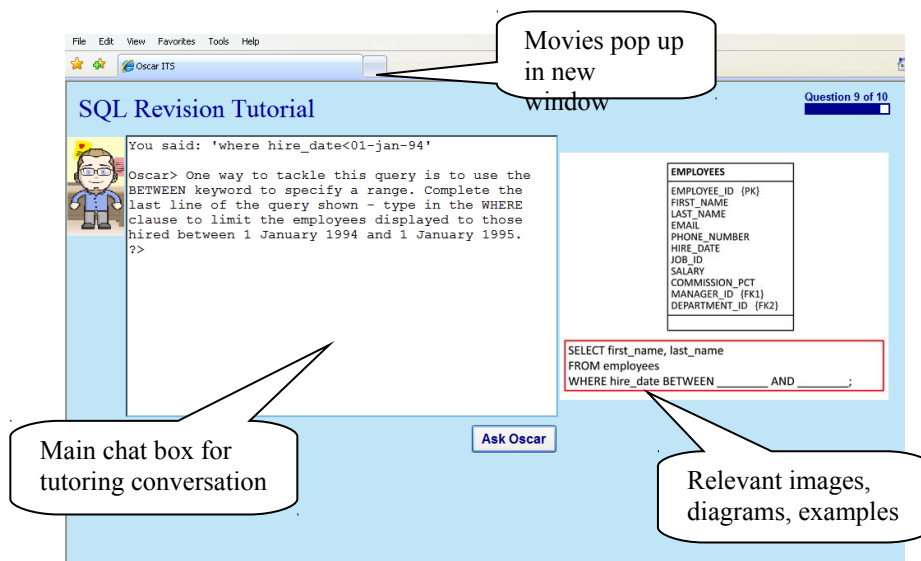 File Edit View Favorites Tools Help
Oscar ITS
Movies pop up
in new
window
SQL Revision Tutorial
Question 9 of 10
You said: 'where hire_date<01-jan-94'
Oscar> One way to tackle this query is to use the
BETWEEN keyword to specify a range. Complete the
last line of the query shown - type in the WHERE
clause to limit the employees displayed to those
hired between 1 January 1994 and 1 January 1995.
?>
EMPLOYEES
EMPLOYEE_ID {PK}
FIRST_NAME
LAST_NAME
EMAIL
PHONE_NUMBER
HIRE_DATE
JOB_ID
SALARY
COMMISSION_PCT
MANAGER_ID {FK1}
DEPARTMENT_ID {FK2}
SELECT first_name, last_name
FROM employees
WHERE hire_date BETWEEN ________ AND ________;
Ask Oscar
Main chat box for
tutoring conversation
Relevant images,
diagrams, examples